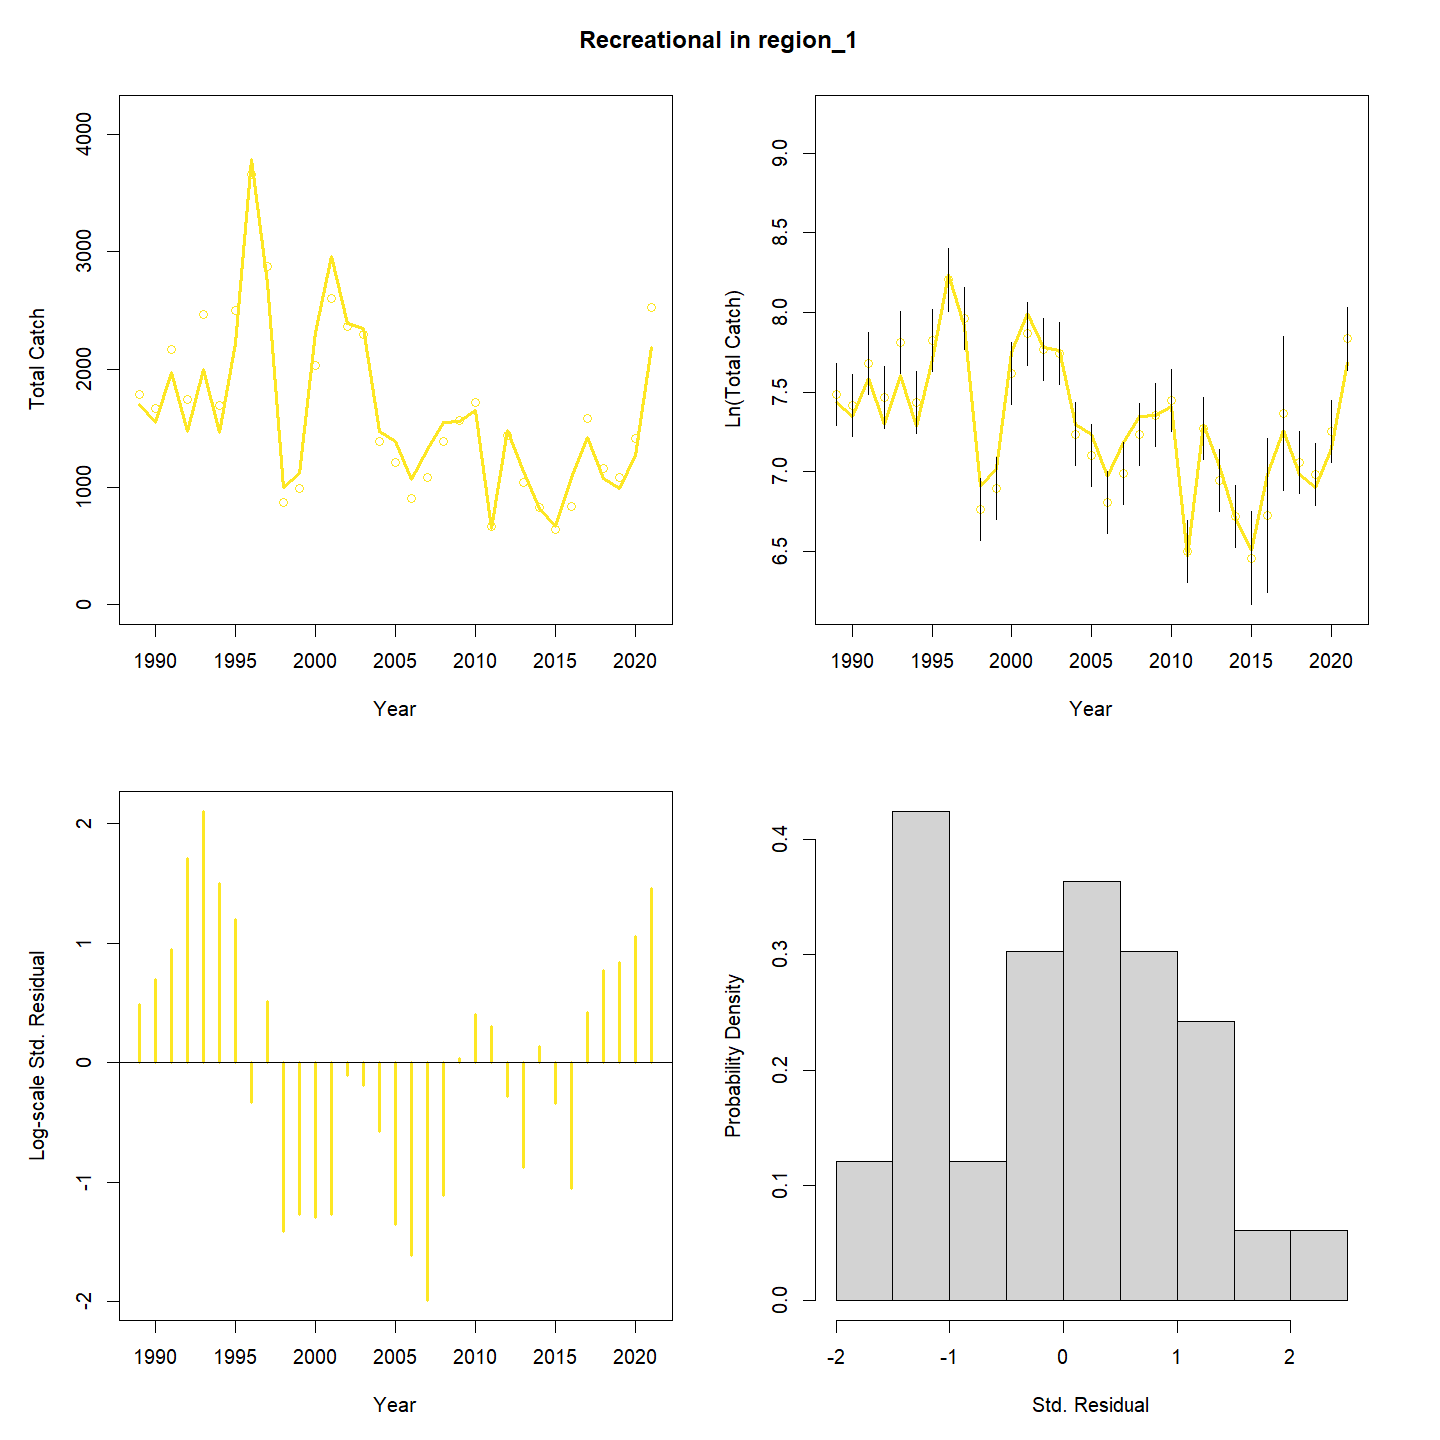 Recreational in region_1
Total Catch
4000
3000
2000
1000
0
1990 1995 2000 2005 2010 2015 2020
Year
Ln(Total Catch)
9.0
8.5
8.0
7.5
7.0
6.5
1990 1995 2000 2005 2010 2015 2020
Year
Log-scale Std. Residual
2
1
0
-1
-2
1990 1995 2000 2005 2010 2015 2020
Year
Probability Density
0.4
0.3
0.2
0.1
0.0
-2 -1 0 1 2
Std. Residual